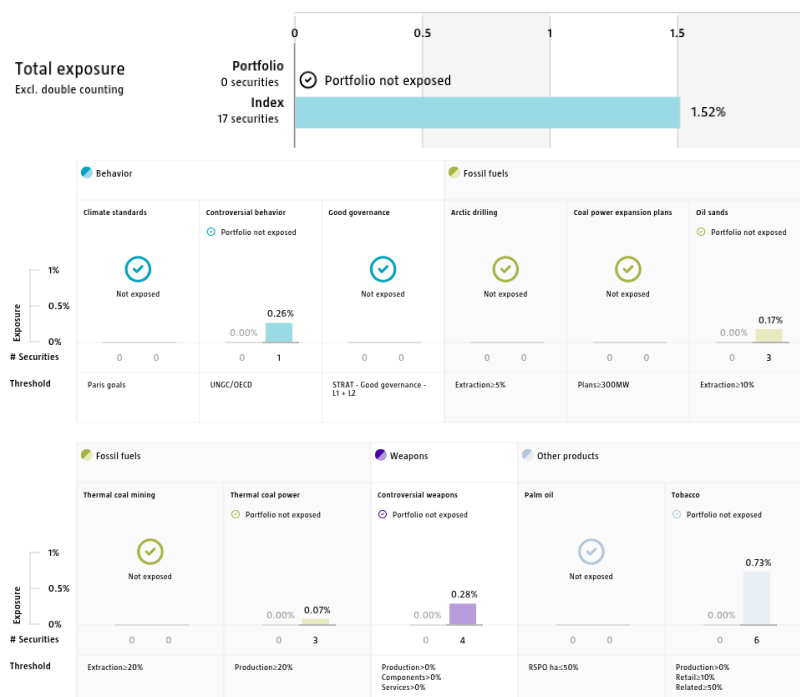 0 0.5 1 1.5
Total exposure
Excl. double counting
Portfolio
0 securities
Portfolio not exposed
Index
17 securities
1.52%
Behavior
Fossil fuels
Climate standards
Controversial behavior
Good governance
Arctic drilling
Coal power expansion plans
Oil sands
Portfolio not exposed
Portfolio not exposed
Not exposed
Not exposed
Not exposed
Not exposed
Exposure
1%
0.5%
0%
0.00% 0.26%
0.00% 0.17%
# Securities
0 0
0 1
0 0
0 0
0 0
0 3
Threshold
Paris goals
UNGC/OECD
STRAT - Good governance -
L1 + L2
Extraction≥5%
Plans≥300MW
Extraction≥10%
Fossil fuels
Weapons
Other products
Thermal coal mining
Thermal coal power
Controversial weapons
Palm oil
Tobacco
Portfolio not exposed
Portfolio not exposed
Portfolio not exposed
Not exposed
Not exposed
Exposure
1%
0.5%
0%
0.00% 0.07%
0.00% 0.28%
0.00% 0.73%
# Securities
0 0
0 3
0 4
0 0
0 6
Threshold
Extraction≥20%
Production≥20%
Production>0%
Components>0%
Services>0%
RSPO ha≤50%
Production>0%
Retail≥10%
Related≥50%